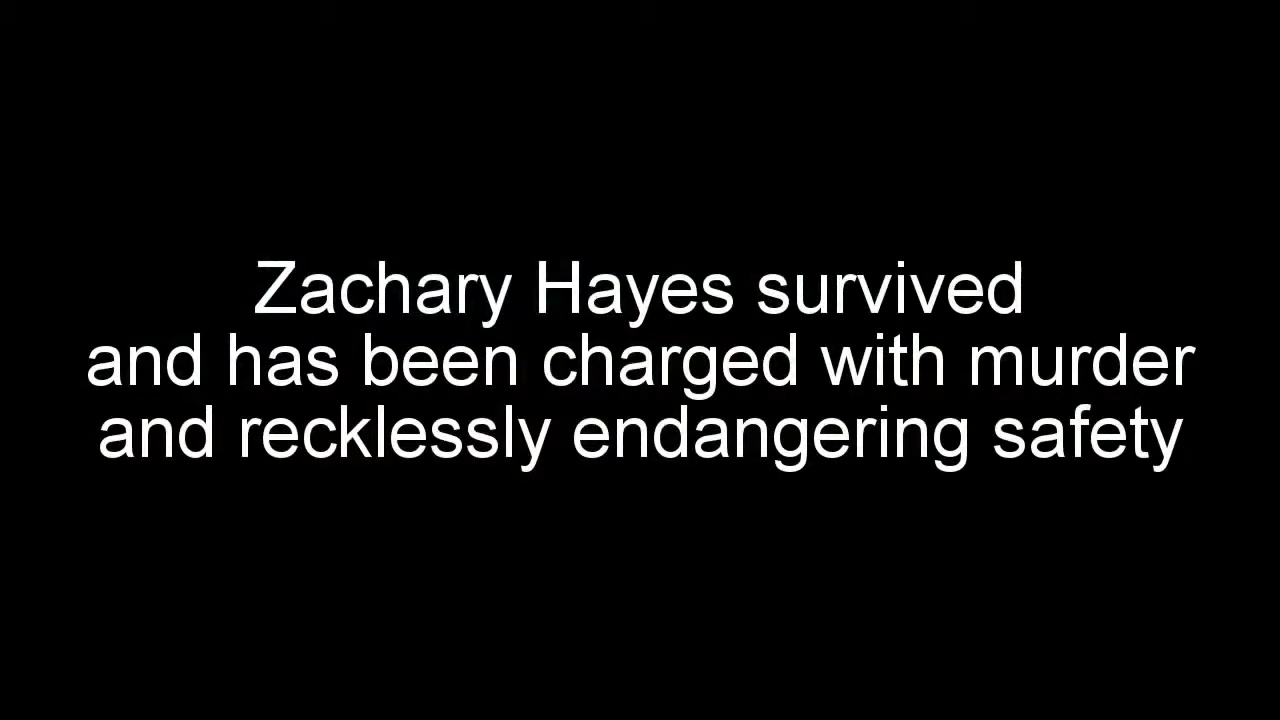 Zachary Hayes survived
and has been charged with murder
and recklessly endangering safety